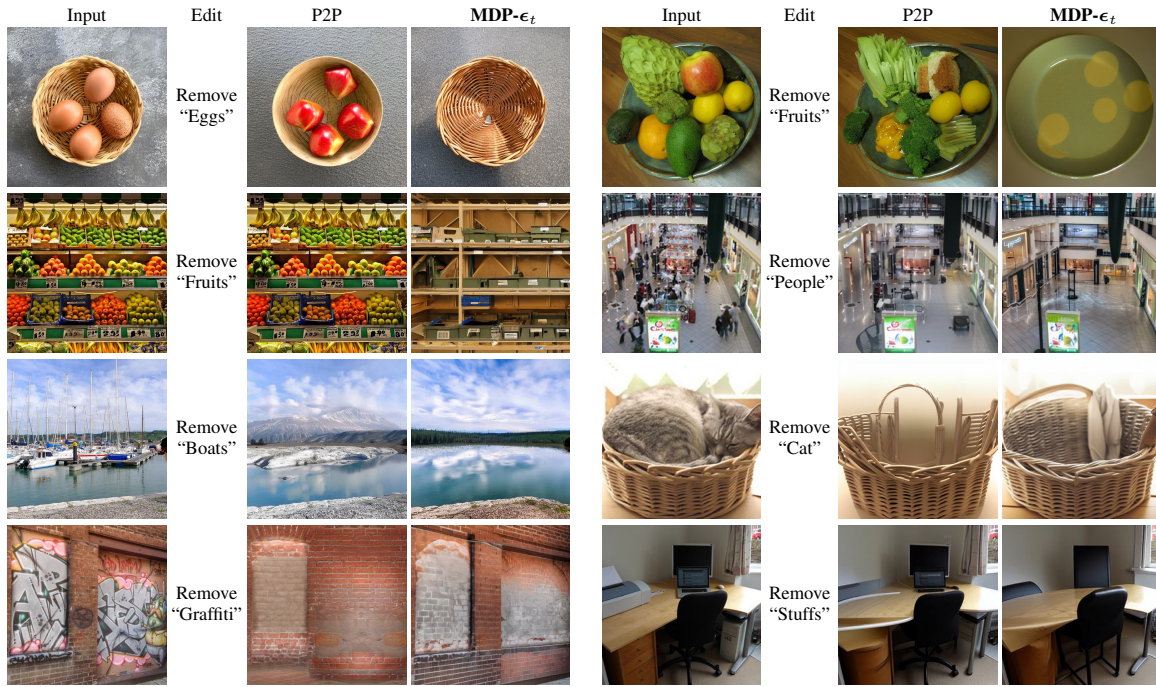 Input Edit P2P MDP-ϵt Input Edit P2P MDP-ϵt
Remove
“Eggs”
Remove
“Fruits”
Remove
“Fruits”
Remove
“People”
Remove
“Boats”
Remove
“Cat”
Remove
“Graffiti”
Remove
“Stuffs”